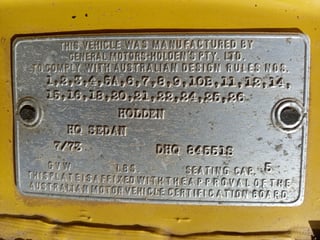 THIS VEHICLE WAS MANUFACTURED BY
GENERAL MOTORS-HOLDEN'S PTY. LTD.
TO COMPLY WITH AUSTRALIAN DESIGN RULES NOS.
1,2,3,4,5A,6,7,8,9,10B,11,12,14,
15,16,18,20,21,22,24,25,26
HOLDEN
HQ SEDAN
7/73 DHQ 84551S
G.V.W. LBS. SEATING CAP. 5
THIS PLATE IS AFFIXED WITH THE APPROVAL OF THE
AUSTRALIAN MOTOR VEHICLE CERTIFICATION BOARD